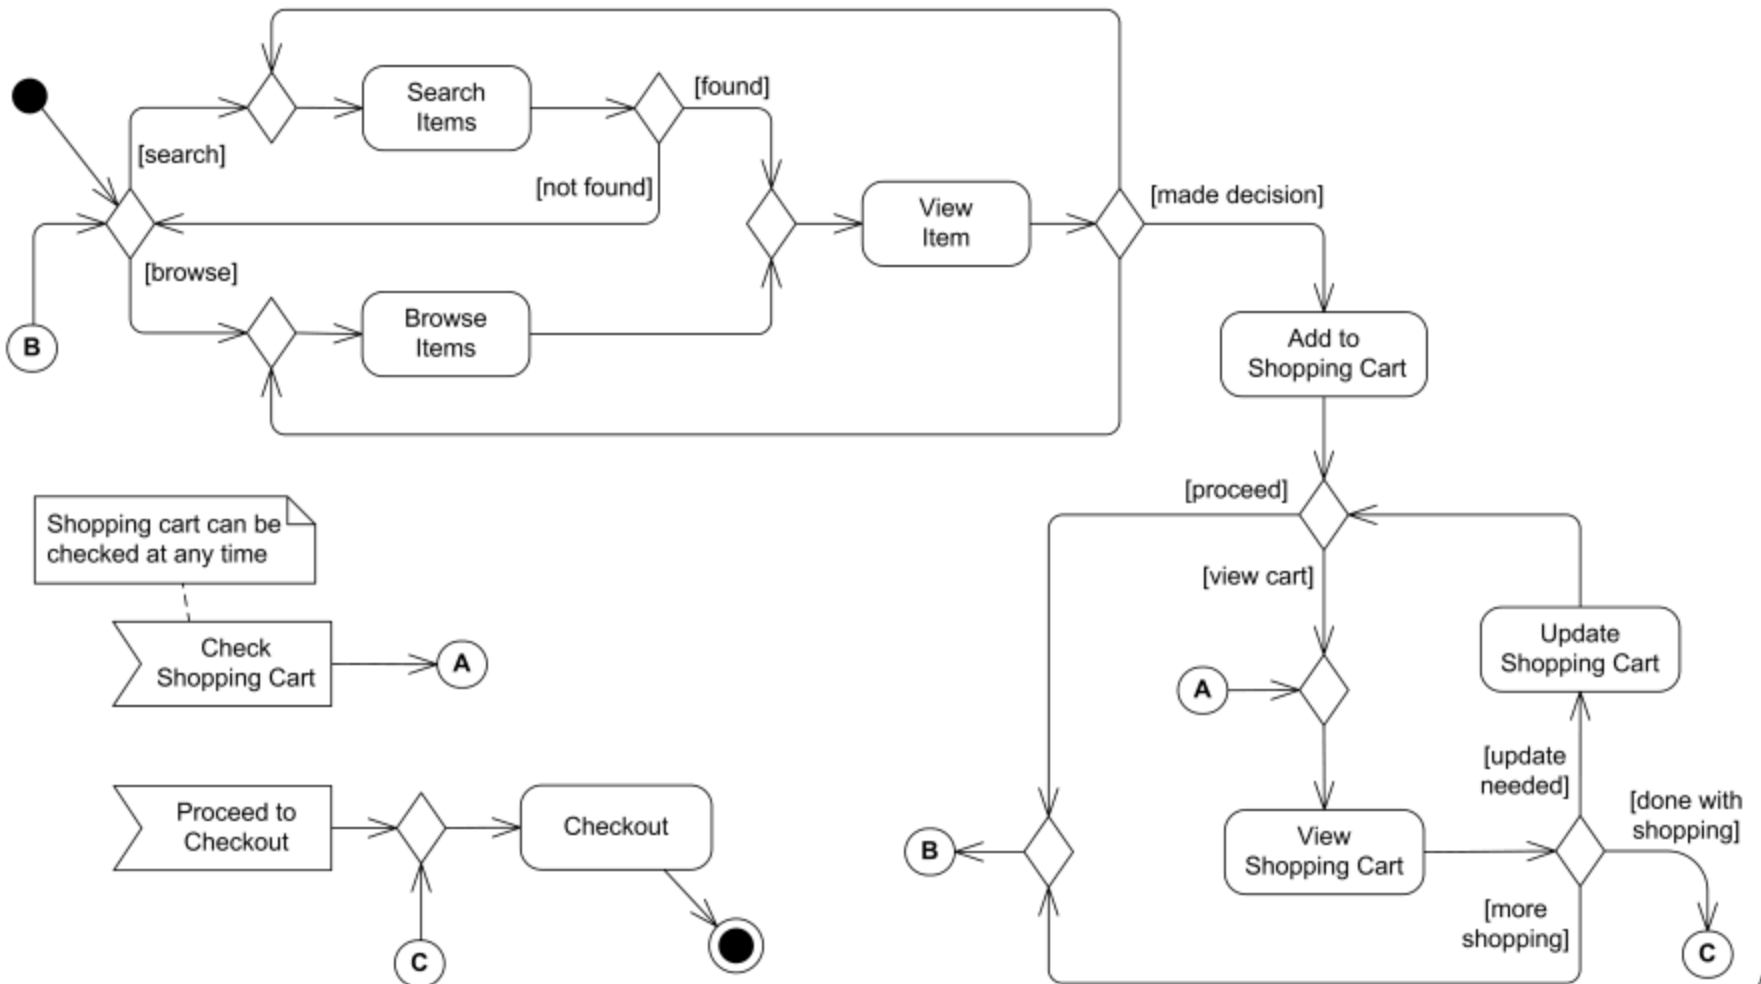 Search
Items
[found]
[search]
[not found]
[made decision]
View
Item
[browse]
B
Browse
Items
Add to
Shopping Cart
Shopping cart can be
checked at any time
[proceed]
[view cart]
Check
Shopping Cart
A
A
Update
Shopping Cart
[update
needed]
[done with
shopping]
Proceed to
Checkout
Checkout
B
View
Shopping Cart
[more
shopping]
C
C